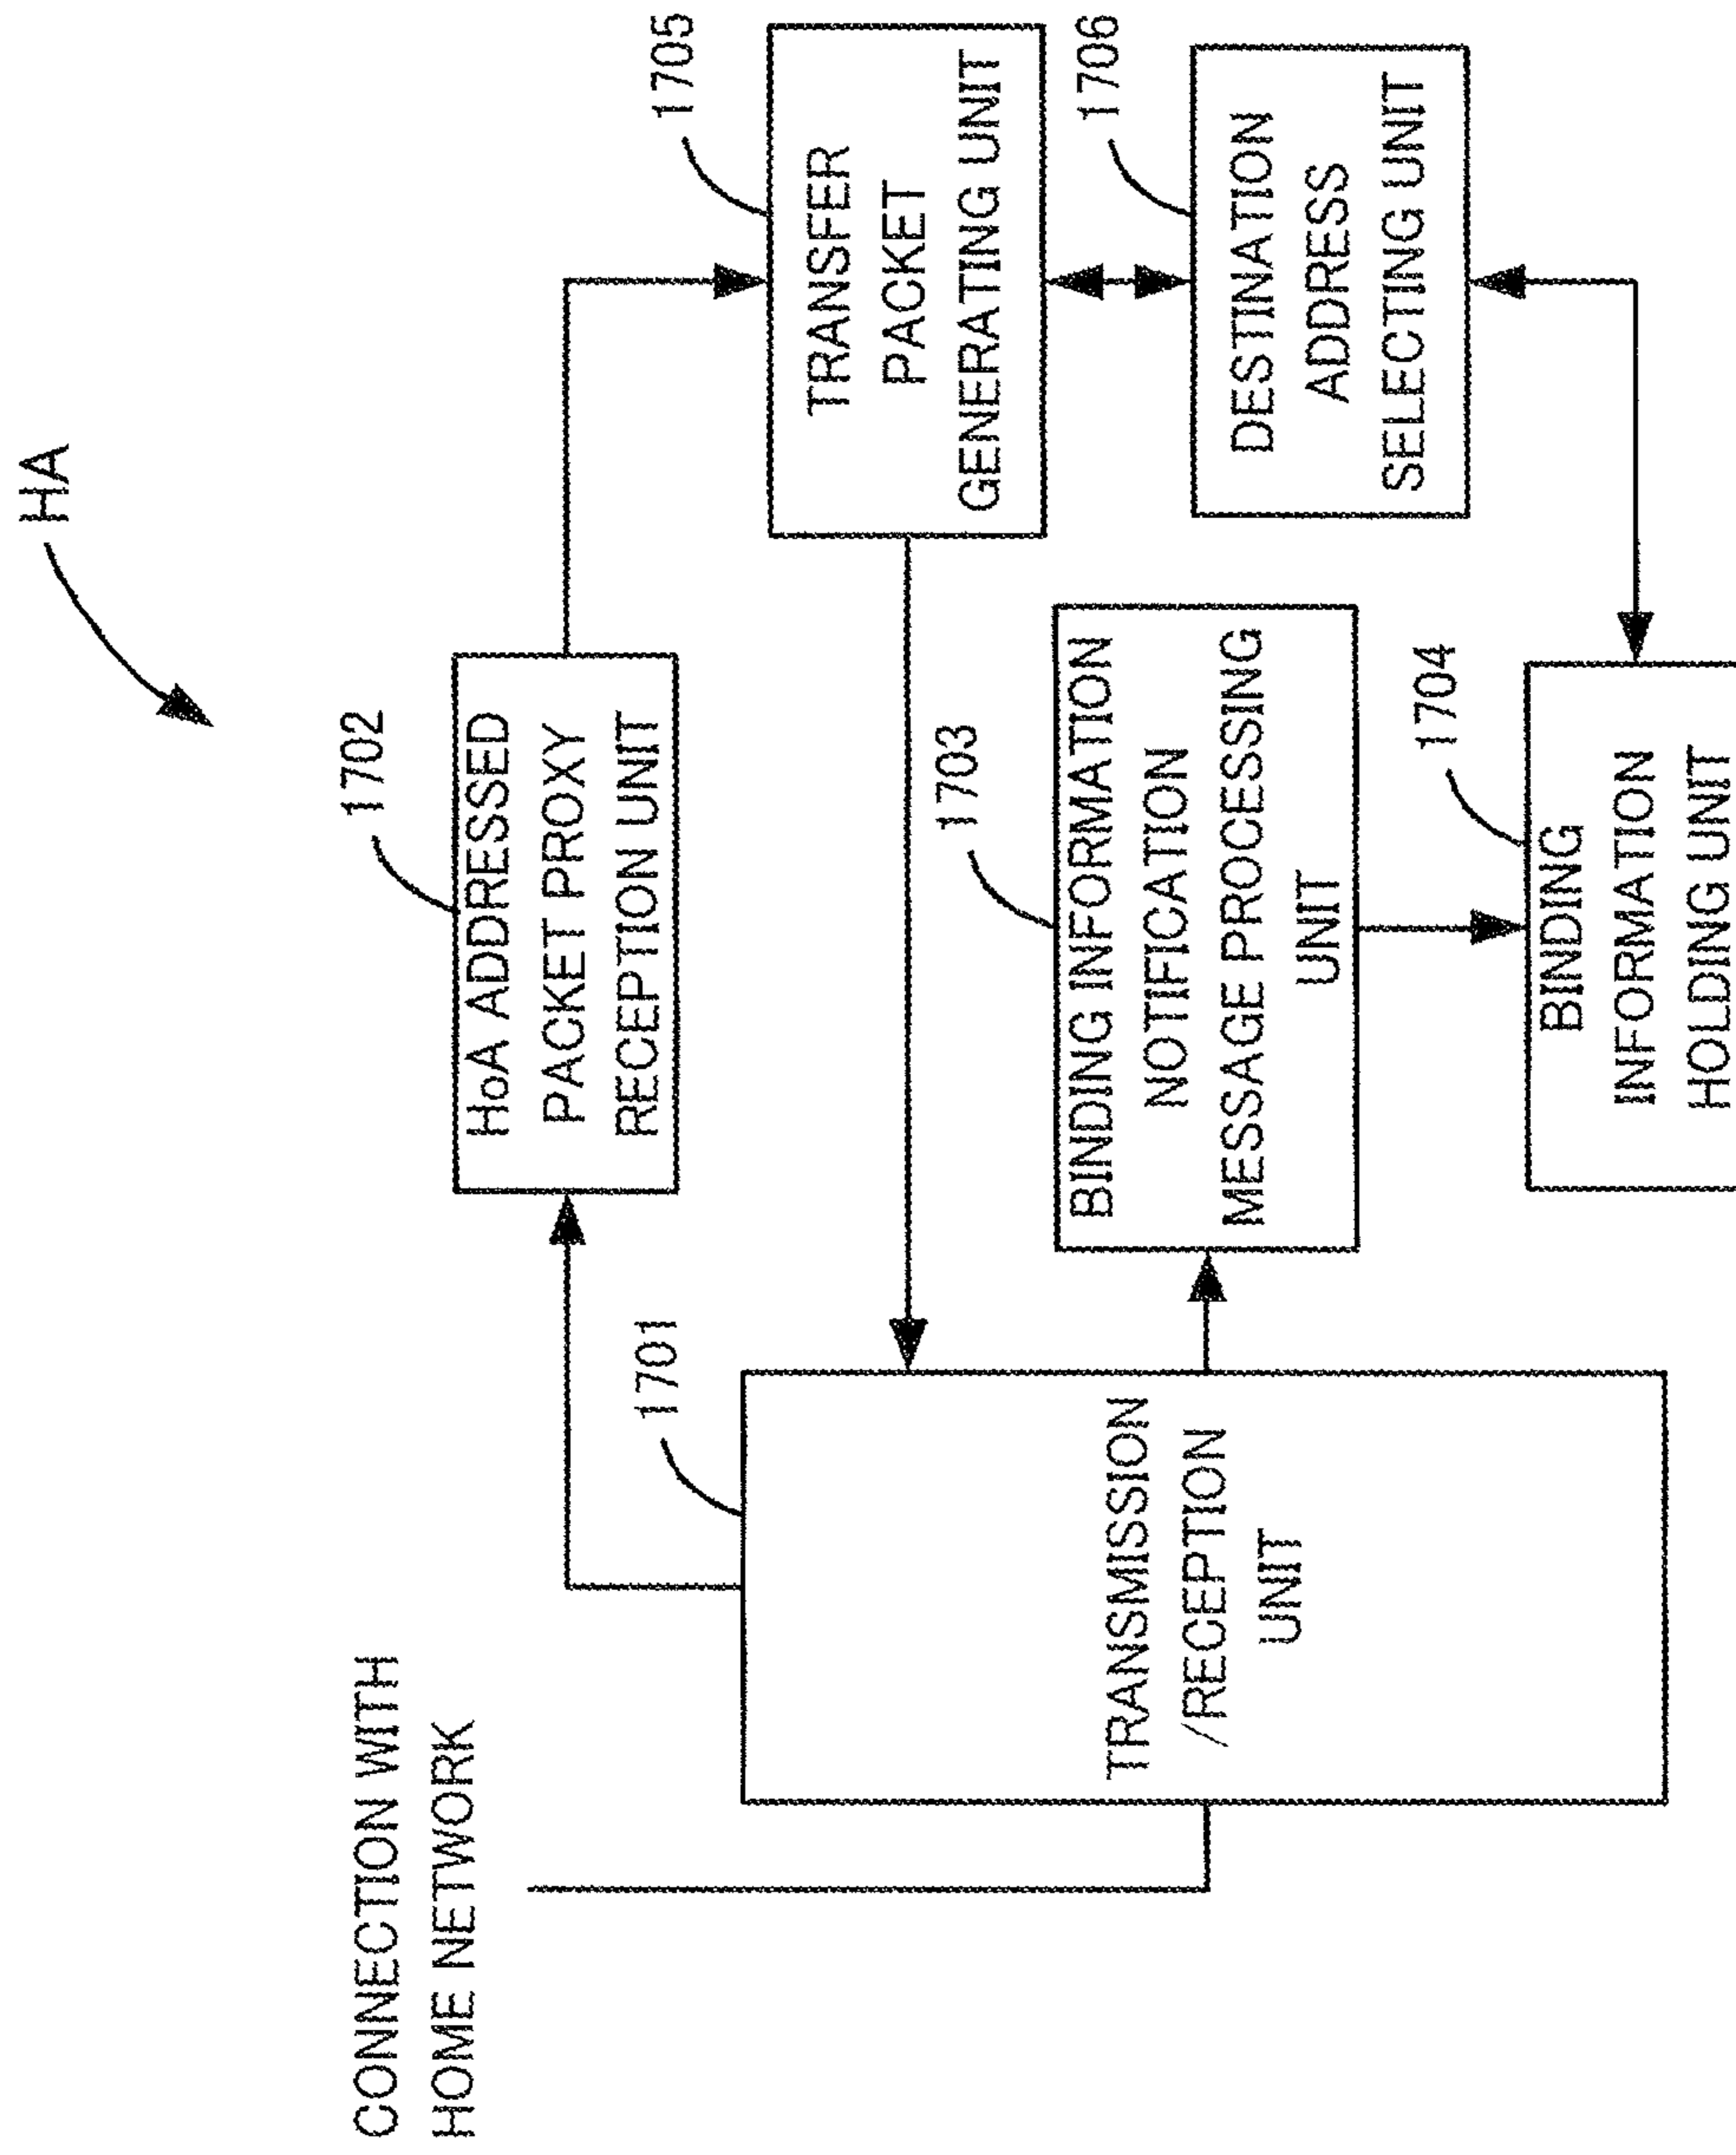 HA
CONNECTION WITH
HOME NETWORK
1701
TRANSMISSION
/RECEPTION
UNIT
1702
HoA ADDRESSED
PACKET PROXY
RECEPTION UNIT
1703
BINDING INFORMATION
NOTIFICATION
MESSAGE PROCESSING
UNIT
1704
BINDING
INFORMATION
HOLDING UNIT
1705
TRANSFER
PACKET
GENERATING UNIT
1706
DESTINATION
ADDRESS
SELECTING UNIT